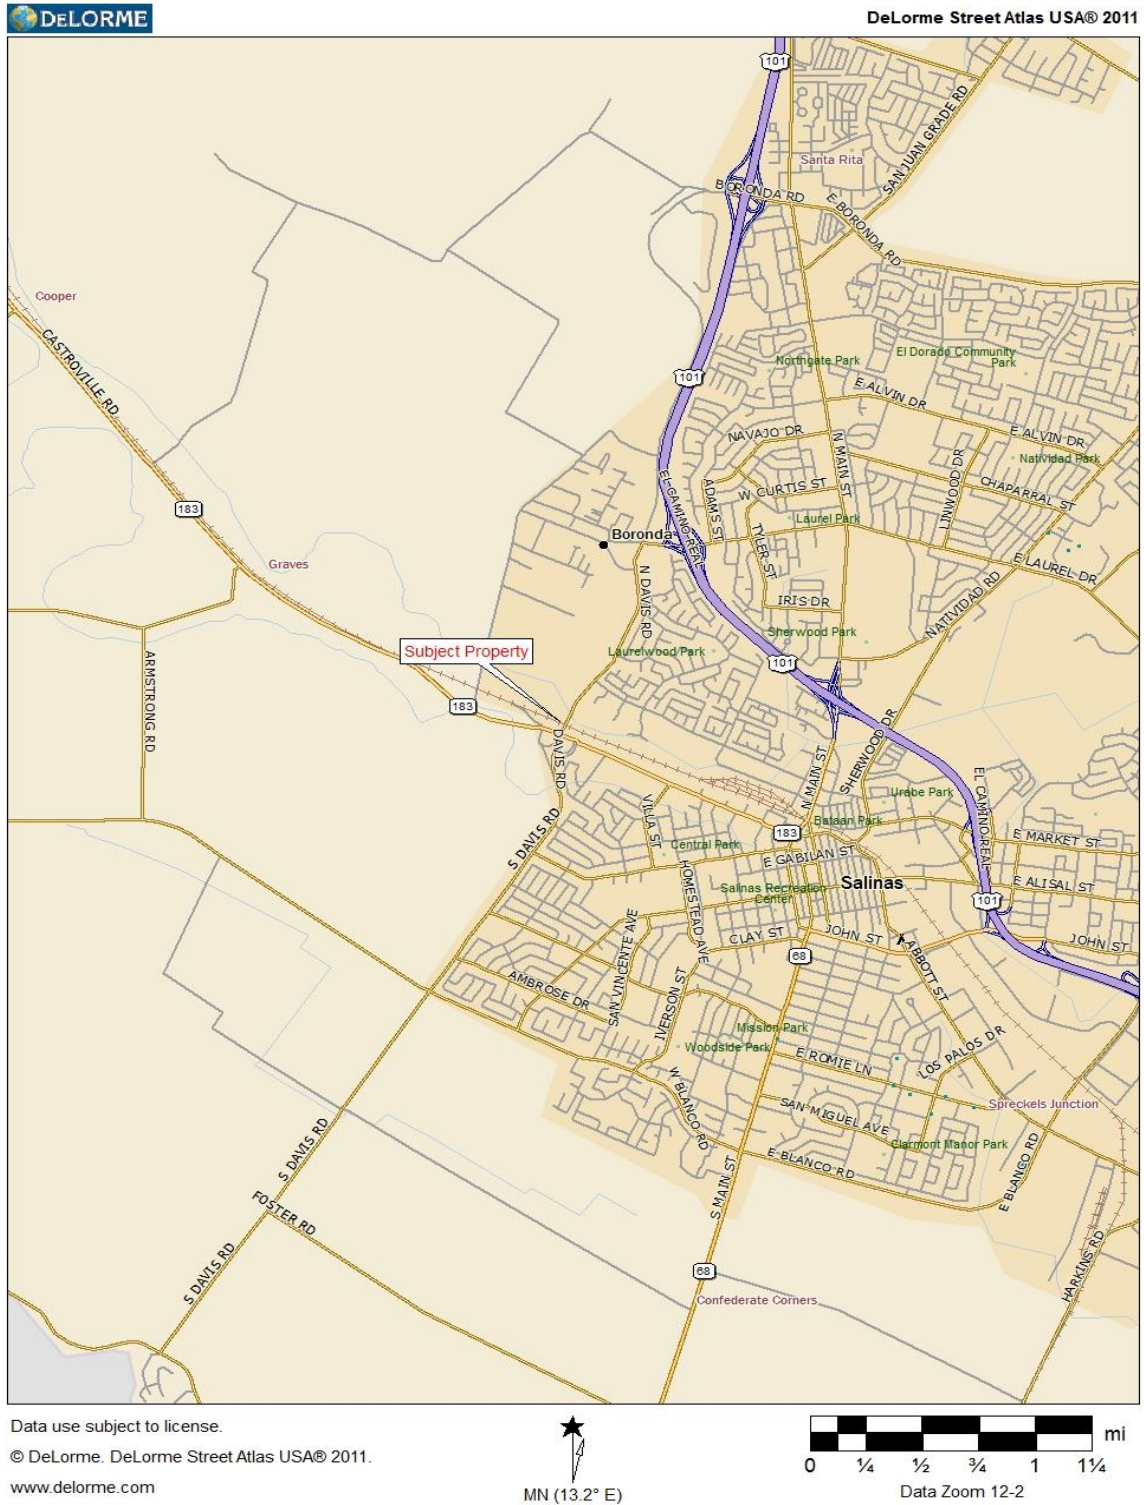 DELORME
DeLorme Street Atlas USA® 2011
101
Santa Rita
SANJUAN GRADE RD
BORONDA RD
E BORONDA RD
Cooper
CASTROVILLE RD
Northgate Park
El Dorado Community
Park
101
E ALVIN DR
NAVAJO DR
N MAIN ST
E ALVIN DR
Natividad Park
EL CAMINO REAL
ADAMS ST
W CURTIS ST
LINWOOD DR
CHAPARRAL ST
183
Laurel Park
Boronda
TYLER ST
E LAUREL DR
Graves
N DAVIS RD
IRIS DR
NATIVIDAD RD
Sherwood Park
Subject Property
Laurelwood Park
101
ARMSTRONG RD
183
DAVIS RD
SHERWOOD DR
N MAIN ST
EL CAMINO REAL
Urabe Park
VILLA ST
S DAVIS RD
183
Bataan Park
E MARKET ST
Central Park
E GABILAN ST
HOMESTEAD AVE
Salinas Recreation
Center
Salinas
E ALISAL ST
101
SAN VINCENTE AVE
CLAY ST
JOHN ST
JOHN ST
68
ABBOTT ST
AMBROSE DR
IVERSON ST
Mission Park
Woodside Park
E ROMIE LN
LOS PALOS DR
W BLANCO RD
SAN MIGUEL AVE
Spreckels Junction
S DAVIS RD
Clarmont Manor Park
E BLANCO RD
E BLANCO RD
S MAIN ST
FOSTER RD
S DAVIS RD
HARKINS RD
68
Confederate Corners
Data use subject to license.
© DeLorme. DeLorme Street Atlas USA® 2011.
www.delorme.com
MN (13.2° E)
mi
0 ¼ ½ ¾ 1 1¼
Data Zoom 12-2